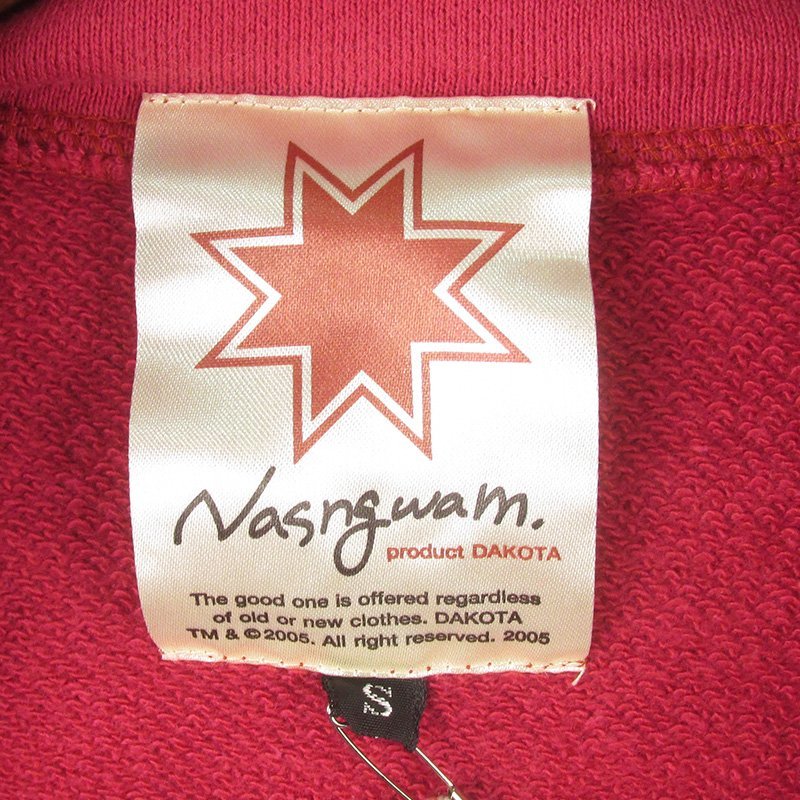 Nasngwam.
product DAKOTA
The good one is offered regardless
of old or new clothes. DAKOTA
TM & ©2005. All right reserved. 2005
S